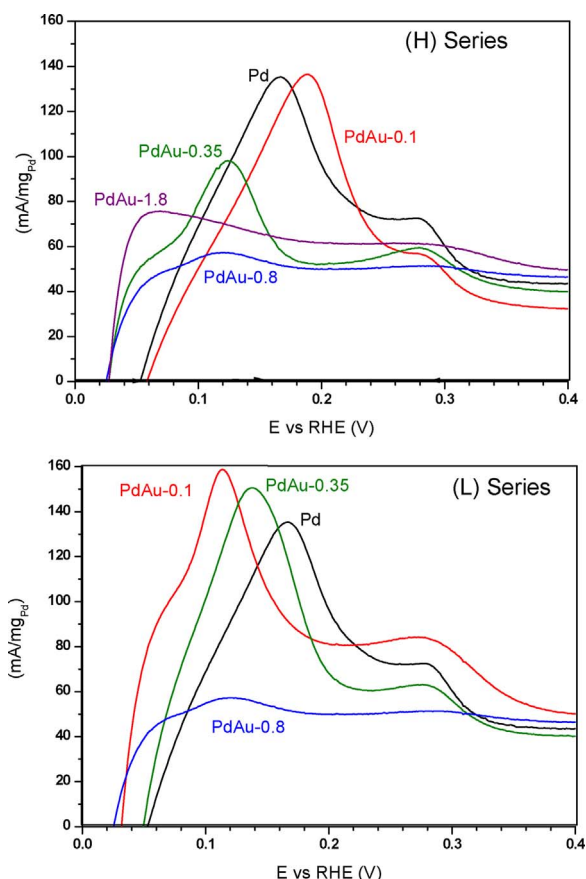 160
(H) Series
140
Pd
120
PdAu-0.1
PdAu-0.35
100
PdAu-1.8
80
60
PdAu-0.8
40
20
0
(mA/mgPd)
0.0 0.1 0.2 0.3 0.4
E vs RHE (V)
160
PdAu-0.1 PdAu-0.35 (L) Series
140
Pd
120
100
80
60
PdAu-0.8
40
20
0
(mA/mgPd)
0.0 0.1 0.2 0.3 0.4
E vs RHE (V)